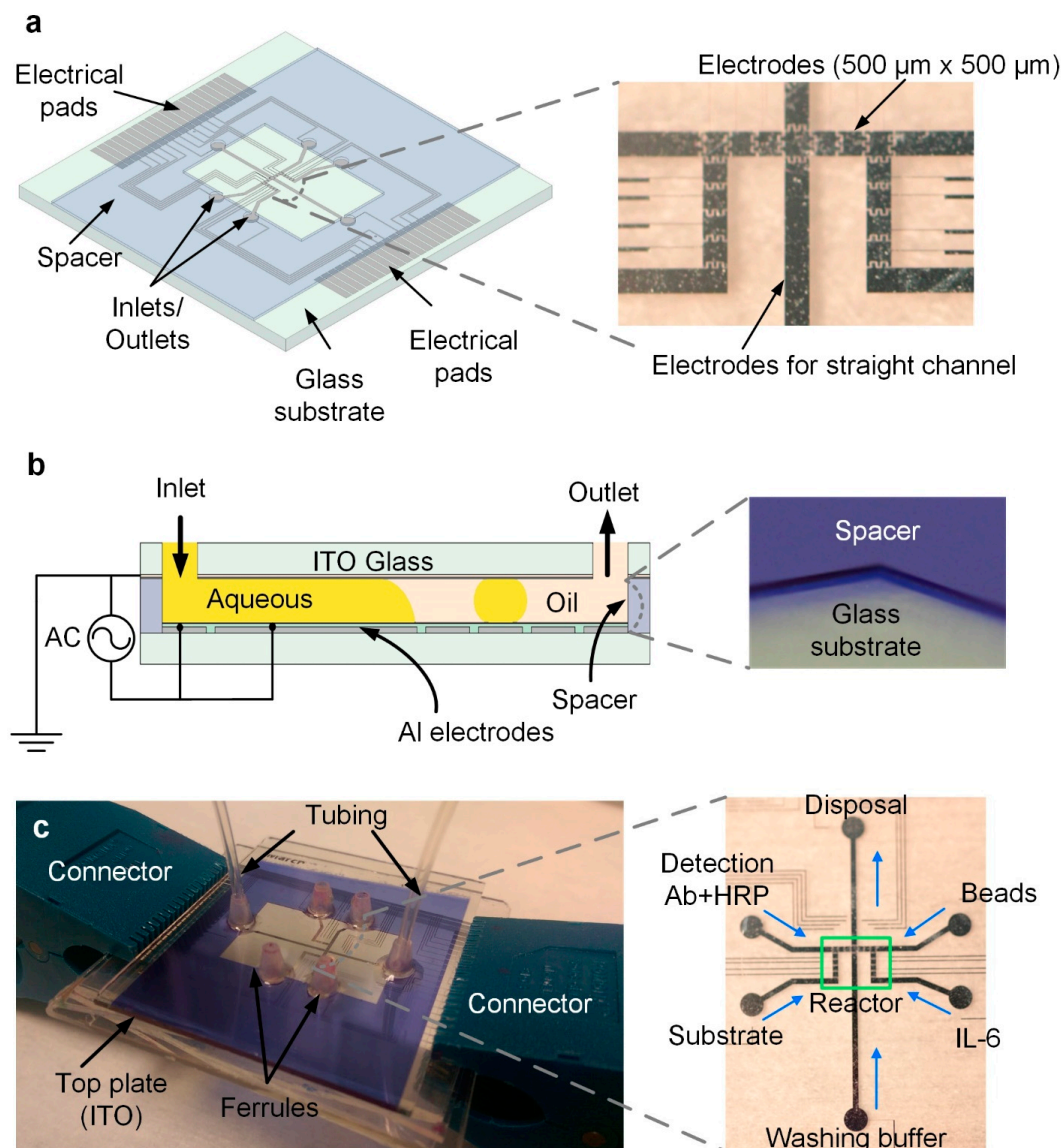 a
Electrical
pads
Electrodes (500 µm x 500 µm)
Spacer
Inlets/
Outlets
Glass
substrate
Electrical
pads
Electrodes for straight channel
b
Inlet
Outlet
ITO Glass
Aqueous
Oil
AC
Al electrodes
Spacer
Spacer
Glass
substrate
c
Connector
Tubing
Connector
Top plate
(ITO)
Ferrules
Disposal
Detection
Ab+HRP
Beads
Reactor
Substrate
IL-6
Washing buffer